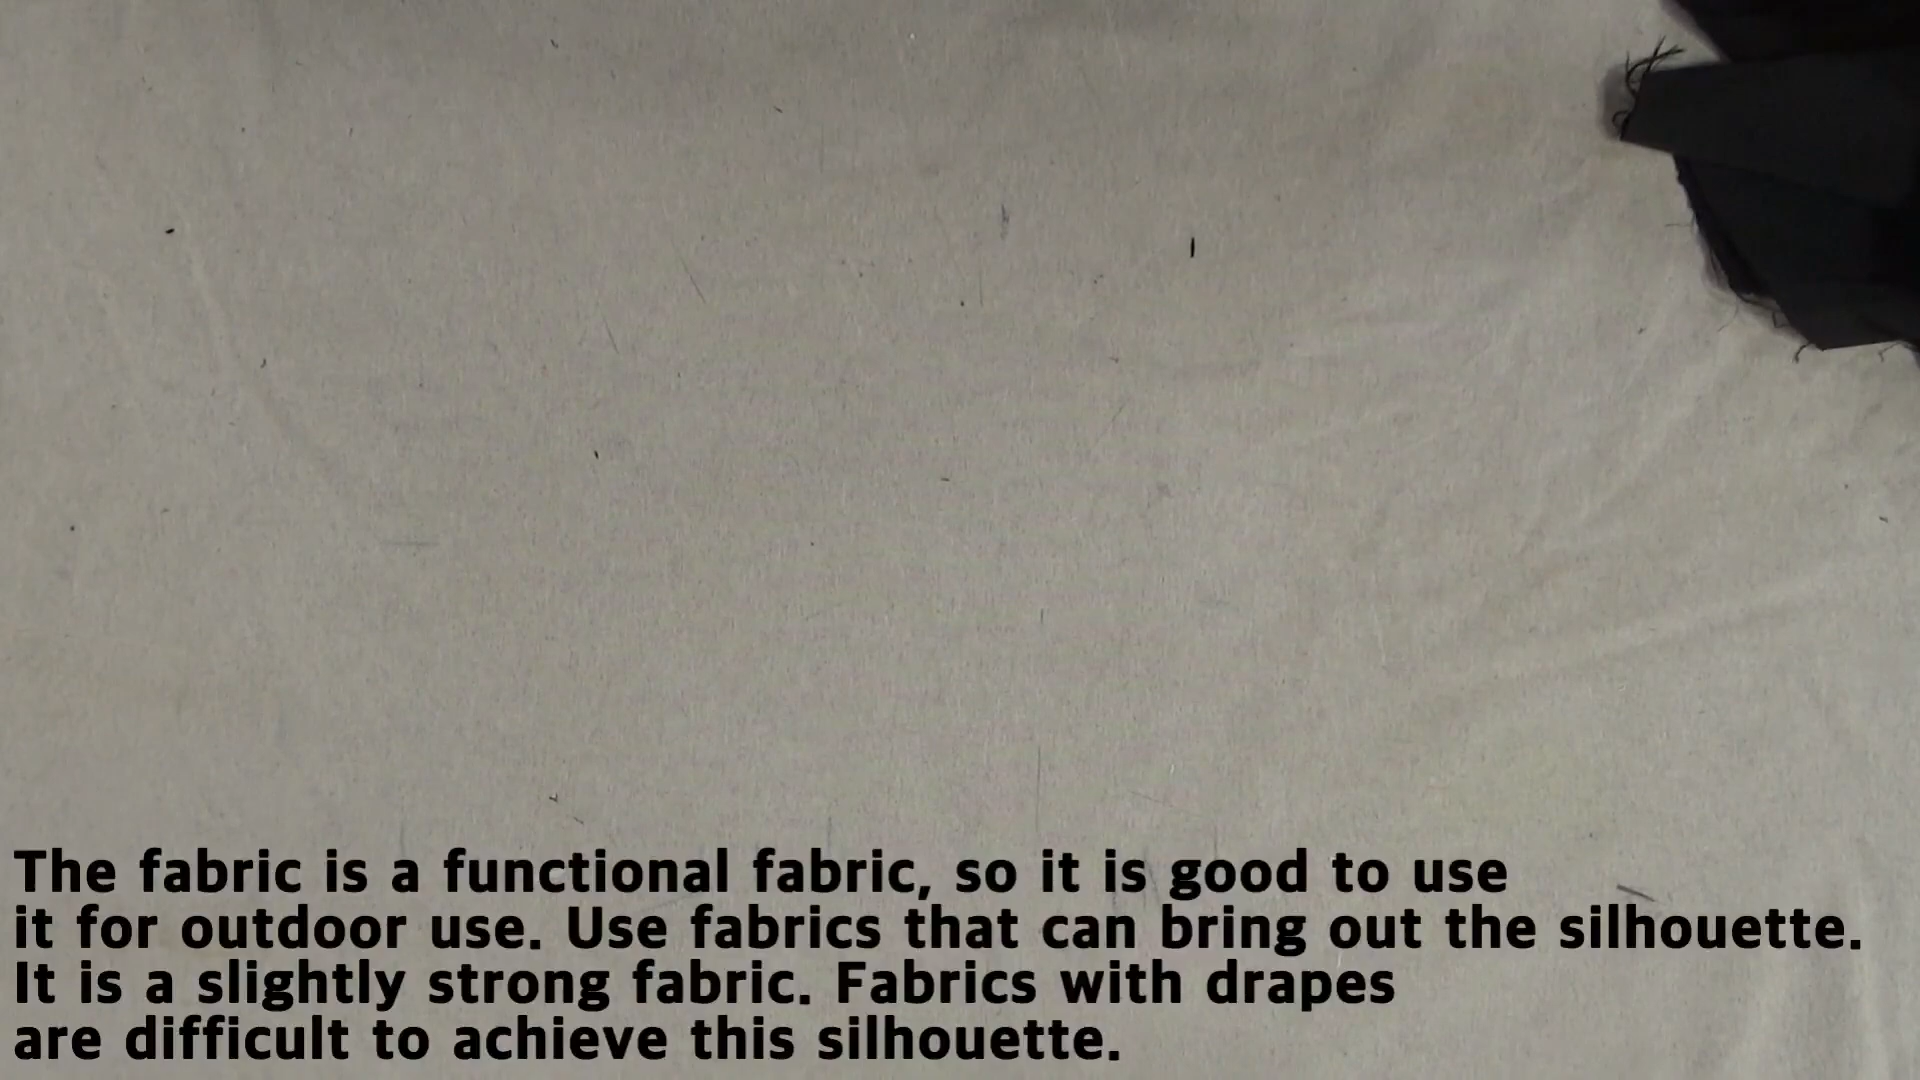 The fabric is a functional fabric, so it is good to use
it for outdoor use. Use fabrics that can bring out the silhouette.
It is a slightly strong fabric. Fabrics with drapes
are difficult to achieve this silhouette.